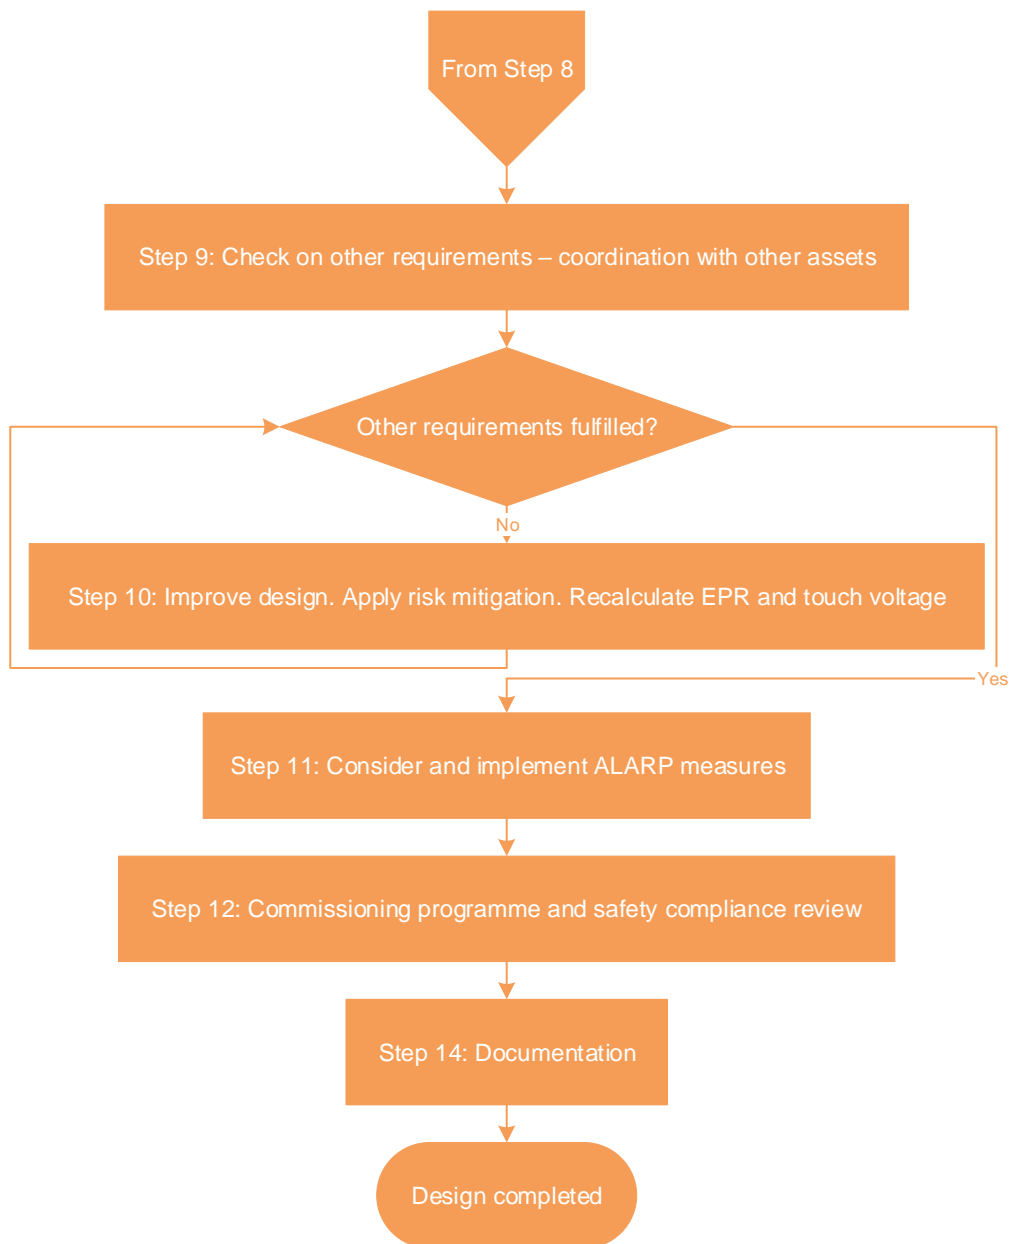 From Step 8
Step 9: Check on other requirements – coordination with other assets
Other requirements fulfilled?
No
Step 10: Improve design. Apply risk mitigation. Recalculate EPR and touch voltage
Yes
Step 11: Consider and implement ALARP measures
Step 12: Commissioning programme and safety compliance review
Step 14: Documentation
Design completed